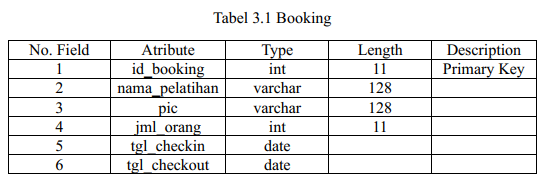 Tabel 3.1 Booking
No. Field Atribute Type Length Description
1 id_booking int 11 Primary Key
2 nama_pelatihan varchar 128
3 pic varchar 128
4 jml_orang int 11
5 tgl_checkin date
6 tgl_checkout date